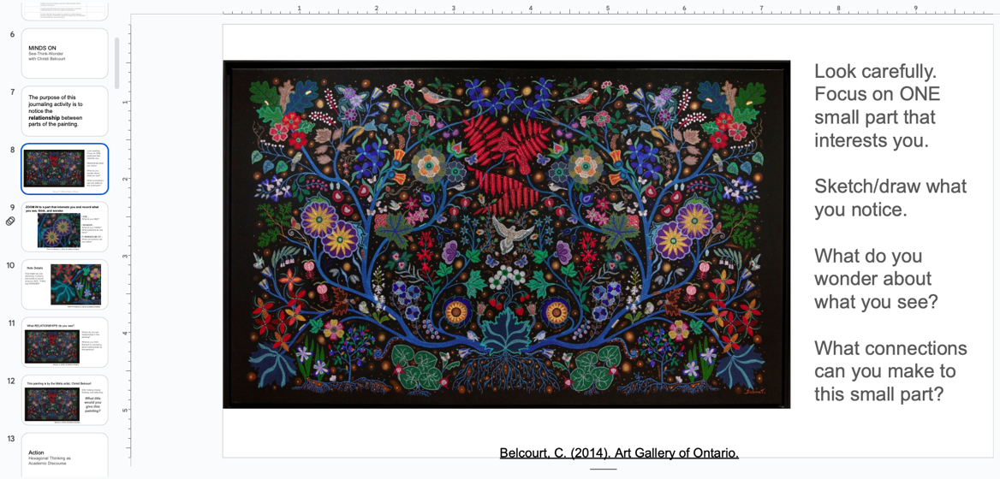 1 2 3 4 5 6 7 8 9
6
MINDS ON
See-Think-Wonder
with Christi Belcourt
7
The purpose of this
journaling activity is to
notice the
relationship between
parts of the painting.
8
9
ZOOM IN to a part that interests you and record what
you see, think, and wonder.
10
Note Details
11
What RELATIONSHIPS do you see?
12
This painting is by the Métis artist, Christi Belcourt
What title
would you
give this
painting?
13
Action
Hexagonal Thinking as
Academic Discourse
1
2
3
4
5
Look carefully.
Focus on ONE
small part that
interests you.
Sketch/draw what
you notice.
What do you
wonder about
what you see?
What connections
can you make to
this small part?
Belcourt, C. (2014). Art Gallery of Ontario.